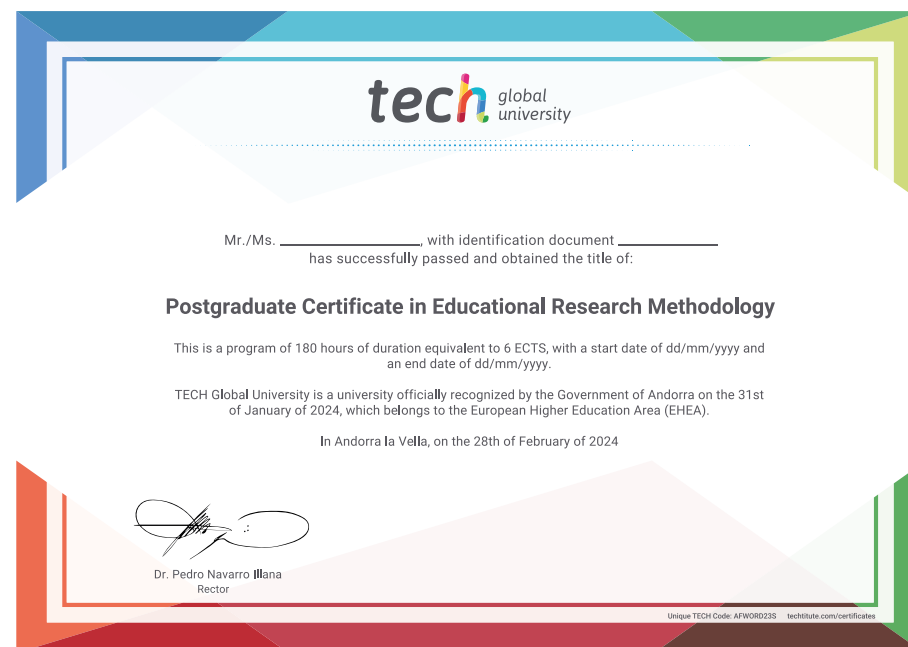 tech global university
Mr./Ms. ____________________, with identification document ______________
has successfully passed and obtained the title of:
Postgraduate Certificate in Educational Research Methodology
This is a program of 180 hours of duration equivalent to 6 ECTS, with a start date of dd/mm/yyyy and
an end date of dd/mm/yyyy.
TECH Global University is a university officially recognized by the Government of Andorra on the 31st
of January of 2024, which belongs to the European Higher Education Area (EHEA).
In Andorra la Vella, on the 28th of February of 2024
Dr. Pedro Navarro Illana
Rector
Unique TECH Code: AFWORD23S techtitute.com/certificates